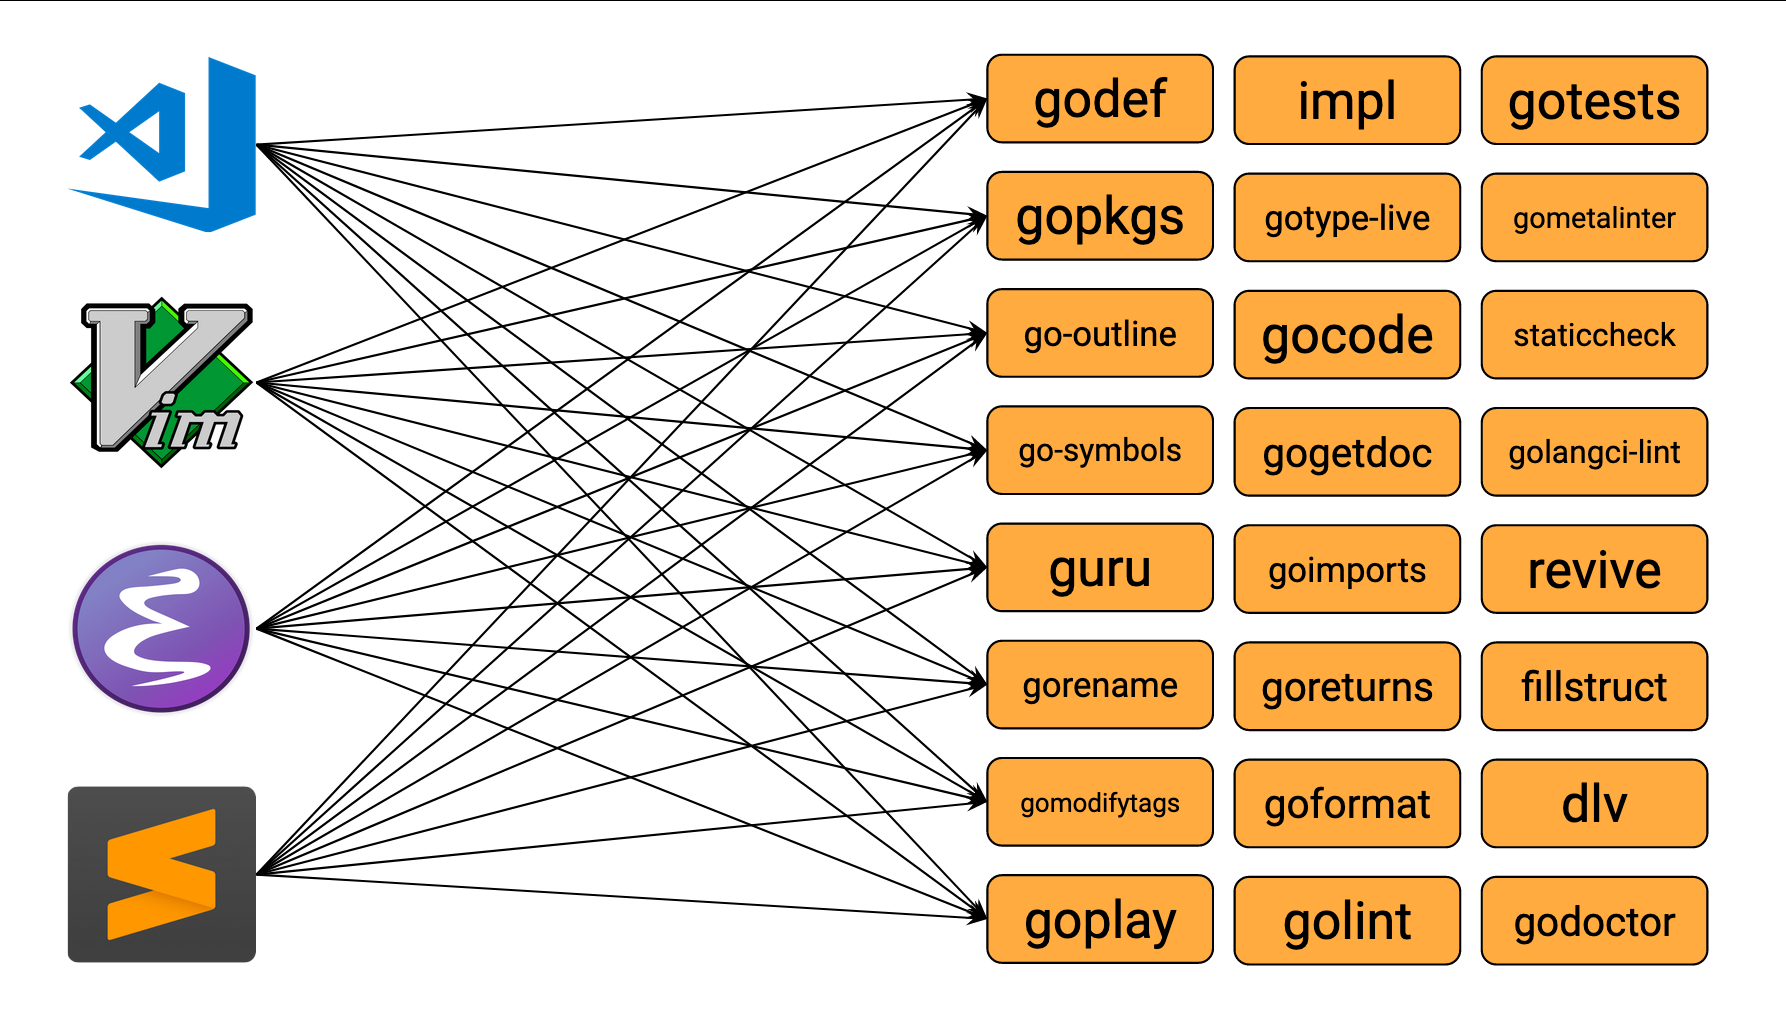 Vim
godef impl gotests
gopkgs gotype-live gometalinter
go-outline gocode staticcheck
go-symbols gogetdoc golangci-lint
guru goimports revive
gorename goreturns fillstruct
gomodifytags goformat dlv
goplay golint godoctor